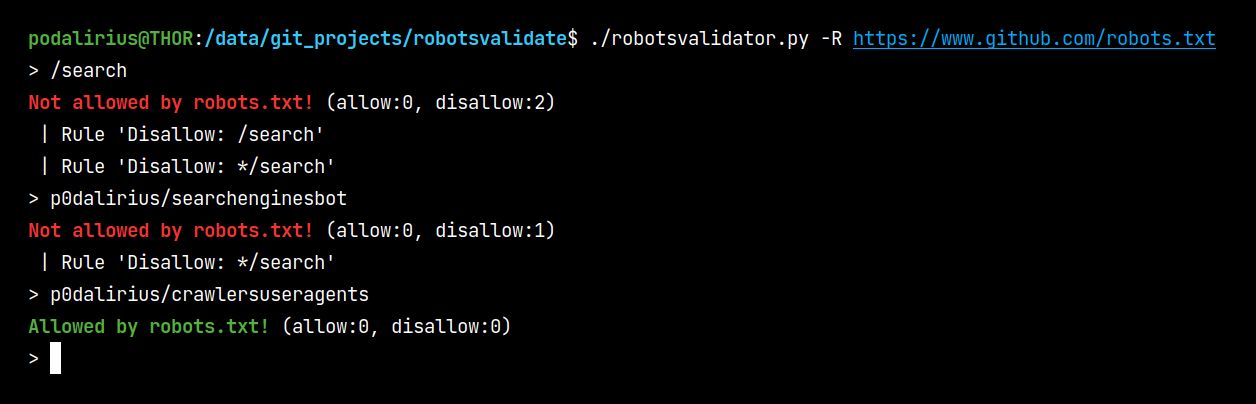 podalirius@THOR:/data/git_projects/robotsvalidate$ ./robotsvalidator.py -R https://www.github.com/robots.txt
> /search
Not allowed by robots.txt! (allow:0, disallow:2)
| Rule 'Disallow: /search'
| Rule 'Disallow: */search'
> p0dalirius/searchenginesbot
Not allowed by robots.txt! (allow:0, disallow:1)
| Rule 'Disallow: */search'
> p0dalirius/crawlersuseragents
Allowed by robots.txt! (allow:0, disallow:0)
>